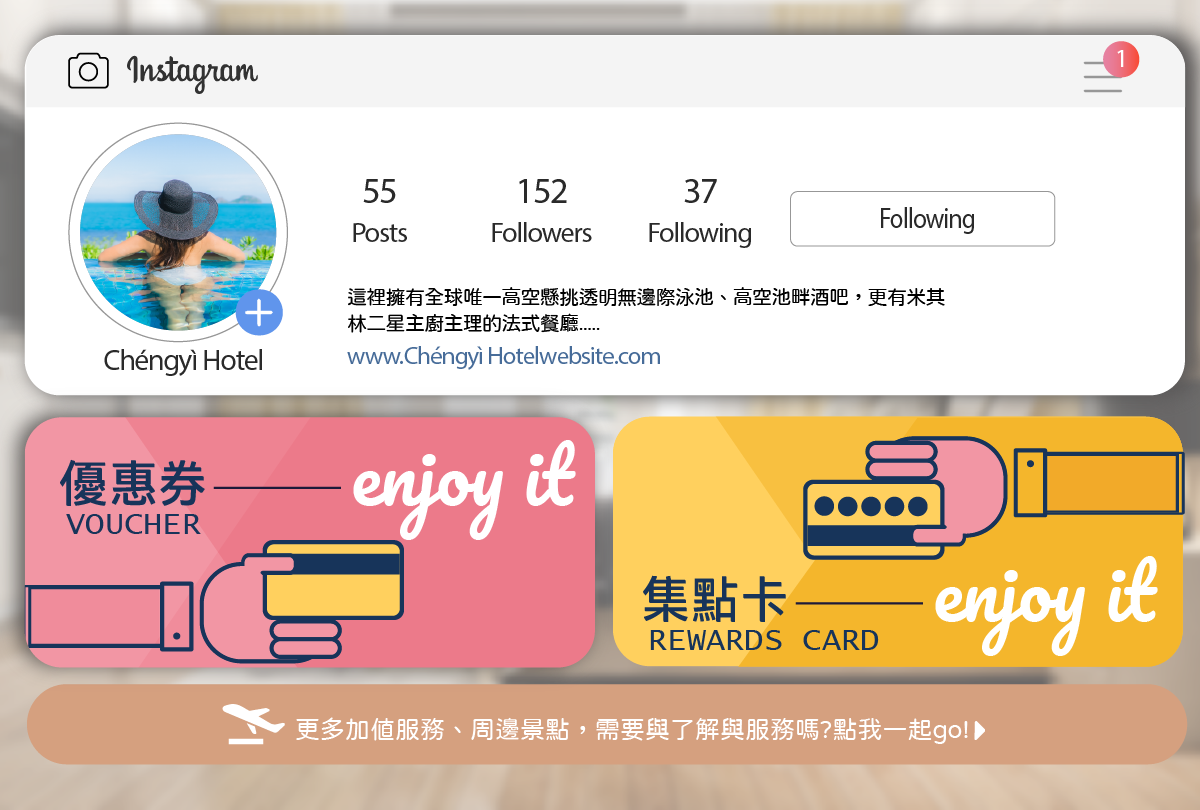 Instagram
1
55 152 37
Posts Followers Following
Following
Chéngyì Hotel
這裡擁有全球唯一高空懸挑透明無邊際泳池、高空池畔酒吧，更有米其
林二星主廚主理的法式餐廳.....
www.Chéngyì Hotelwebsite.com
優惠券
VOUCHER
enjoy it
集點卡
REWARDS CARD
enjoy it
更多加值服務、周邊景點，需要與了解與服務嗎?點我一起go!